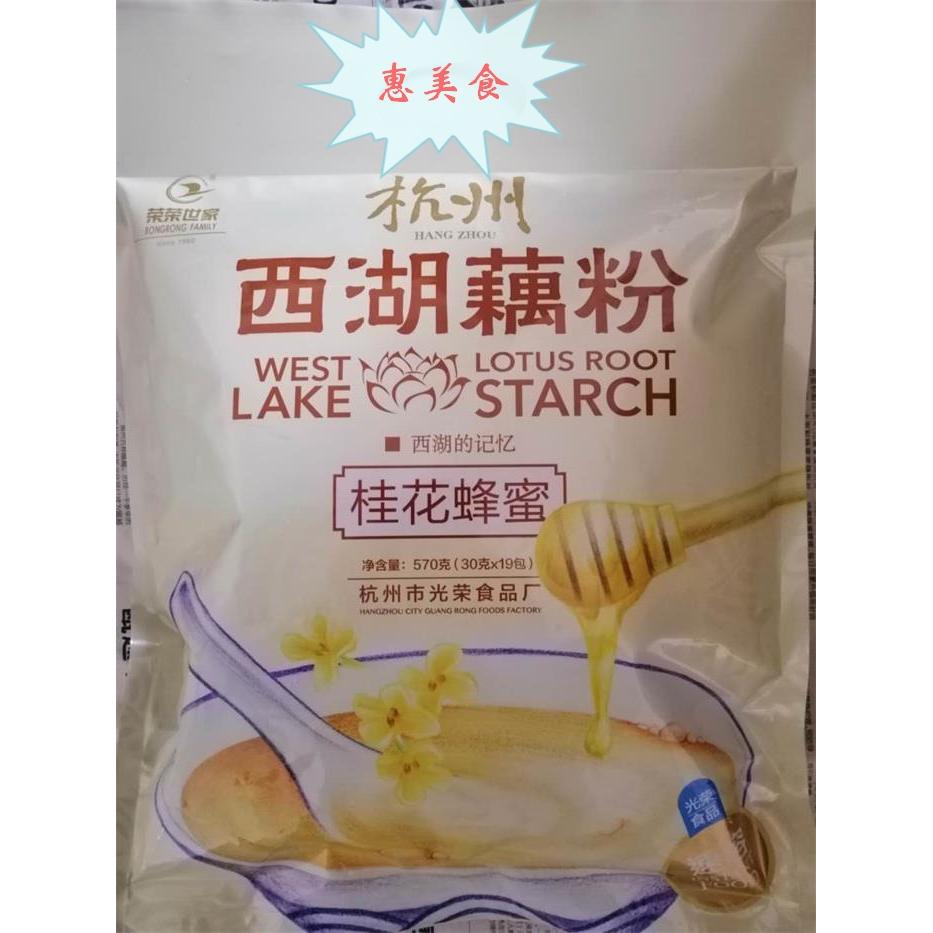 惠美食
荣荣世家
RONGRONG FAMILY
SINCE 1980
杭州
HANG ZHOU
西湖藕粉
WEST LAKE
LOTUS ROOT STARCH
西湖的记忆
桂花蜂蜜
净含量：570克（30克x19包）
杭州市光荣食品厂
HANGZHOU CITY GUANG RONG FOODS FACTORY
光荣
食品